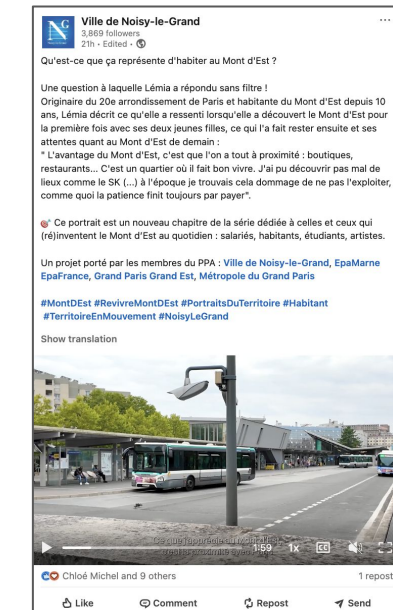 Ville de Noisy-le-Grand
3,869 followers
21h • Edited •
Qu'est-ce que ça représente d'habiter au Mont d'Est ?
Une question à laquelle Lémia a répondu sans filtre !
Originaire du 20e arrondissement de Paris et habitante du Mont d'Est depuis 10
ans, Lémia décrit ce qu'elle a ressenti lorsqu'elle a découvert le Mont d'Est pour
la première fois avec ses deux jeunes filles, ce qui l'a fait rester ensuite et ses
attentes quant au Mont d'Est de demain :
" L'avantage du Mont d'Est, c'est que l'on a tout à proximité : boutiques,
restaurants... C'est un quartier où il fait bon vivre. J'ai pu découvrir pas mal de
lieux comme le SK (...) à l'époque je trouvais cela dommage de ne pas l'exploiter,
comme quoi la patience finit toujours par payer".
🎯 Ce portrait est un nouveau chapitre de la série dédiée à celles et ceux qui
(ré)inventent le Mont d'Est au quotidien : salariés, habitants, étudiants, artistes.
Un projet porté par les membres du PPA : Ville de Noisy-le-Grand, EpaMarne
EpaFrance, Grand Paris Grand Est, Métropole du Grand Paris
#MontDEst #RevivreMontDEst #PortraitsDuTerritoire #Habitant
#TerritoireEnMouvement #NoisyLeGrand
Show translation
Ce que j'apprécie au Mont d'Est
1:59 1x CC
Chloé Michel and 9 others
1 repost
Like Comment Repost Send